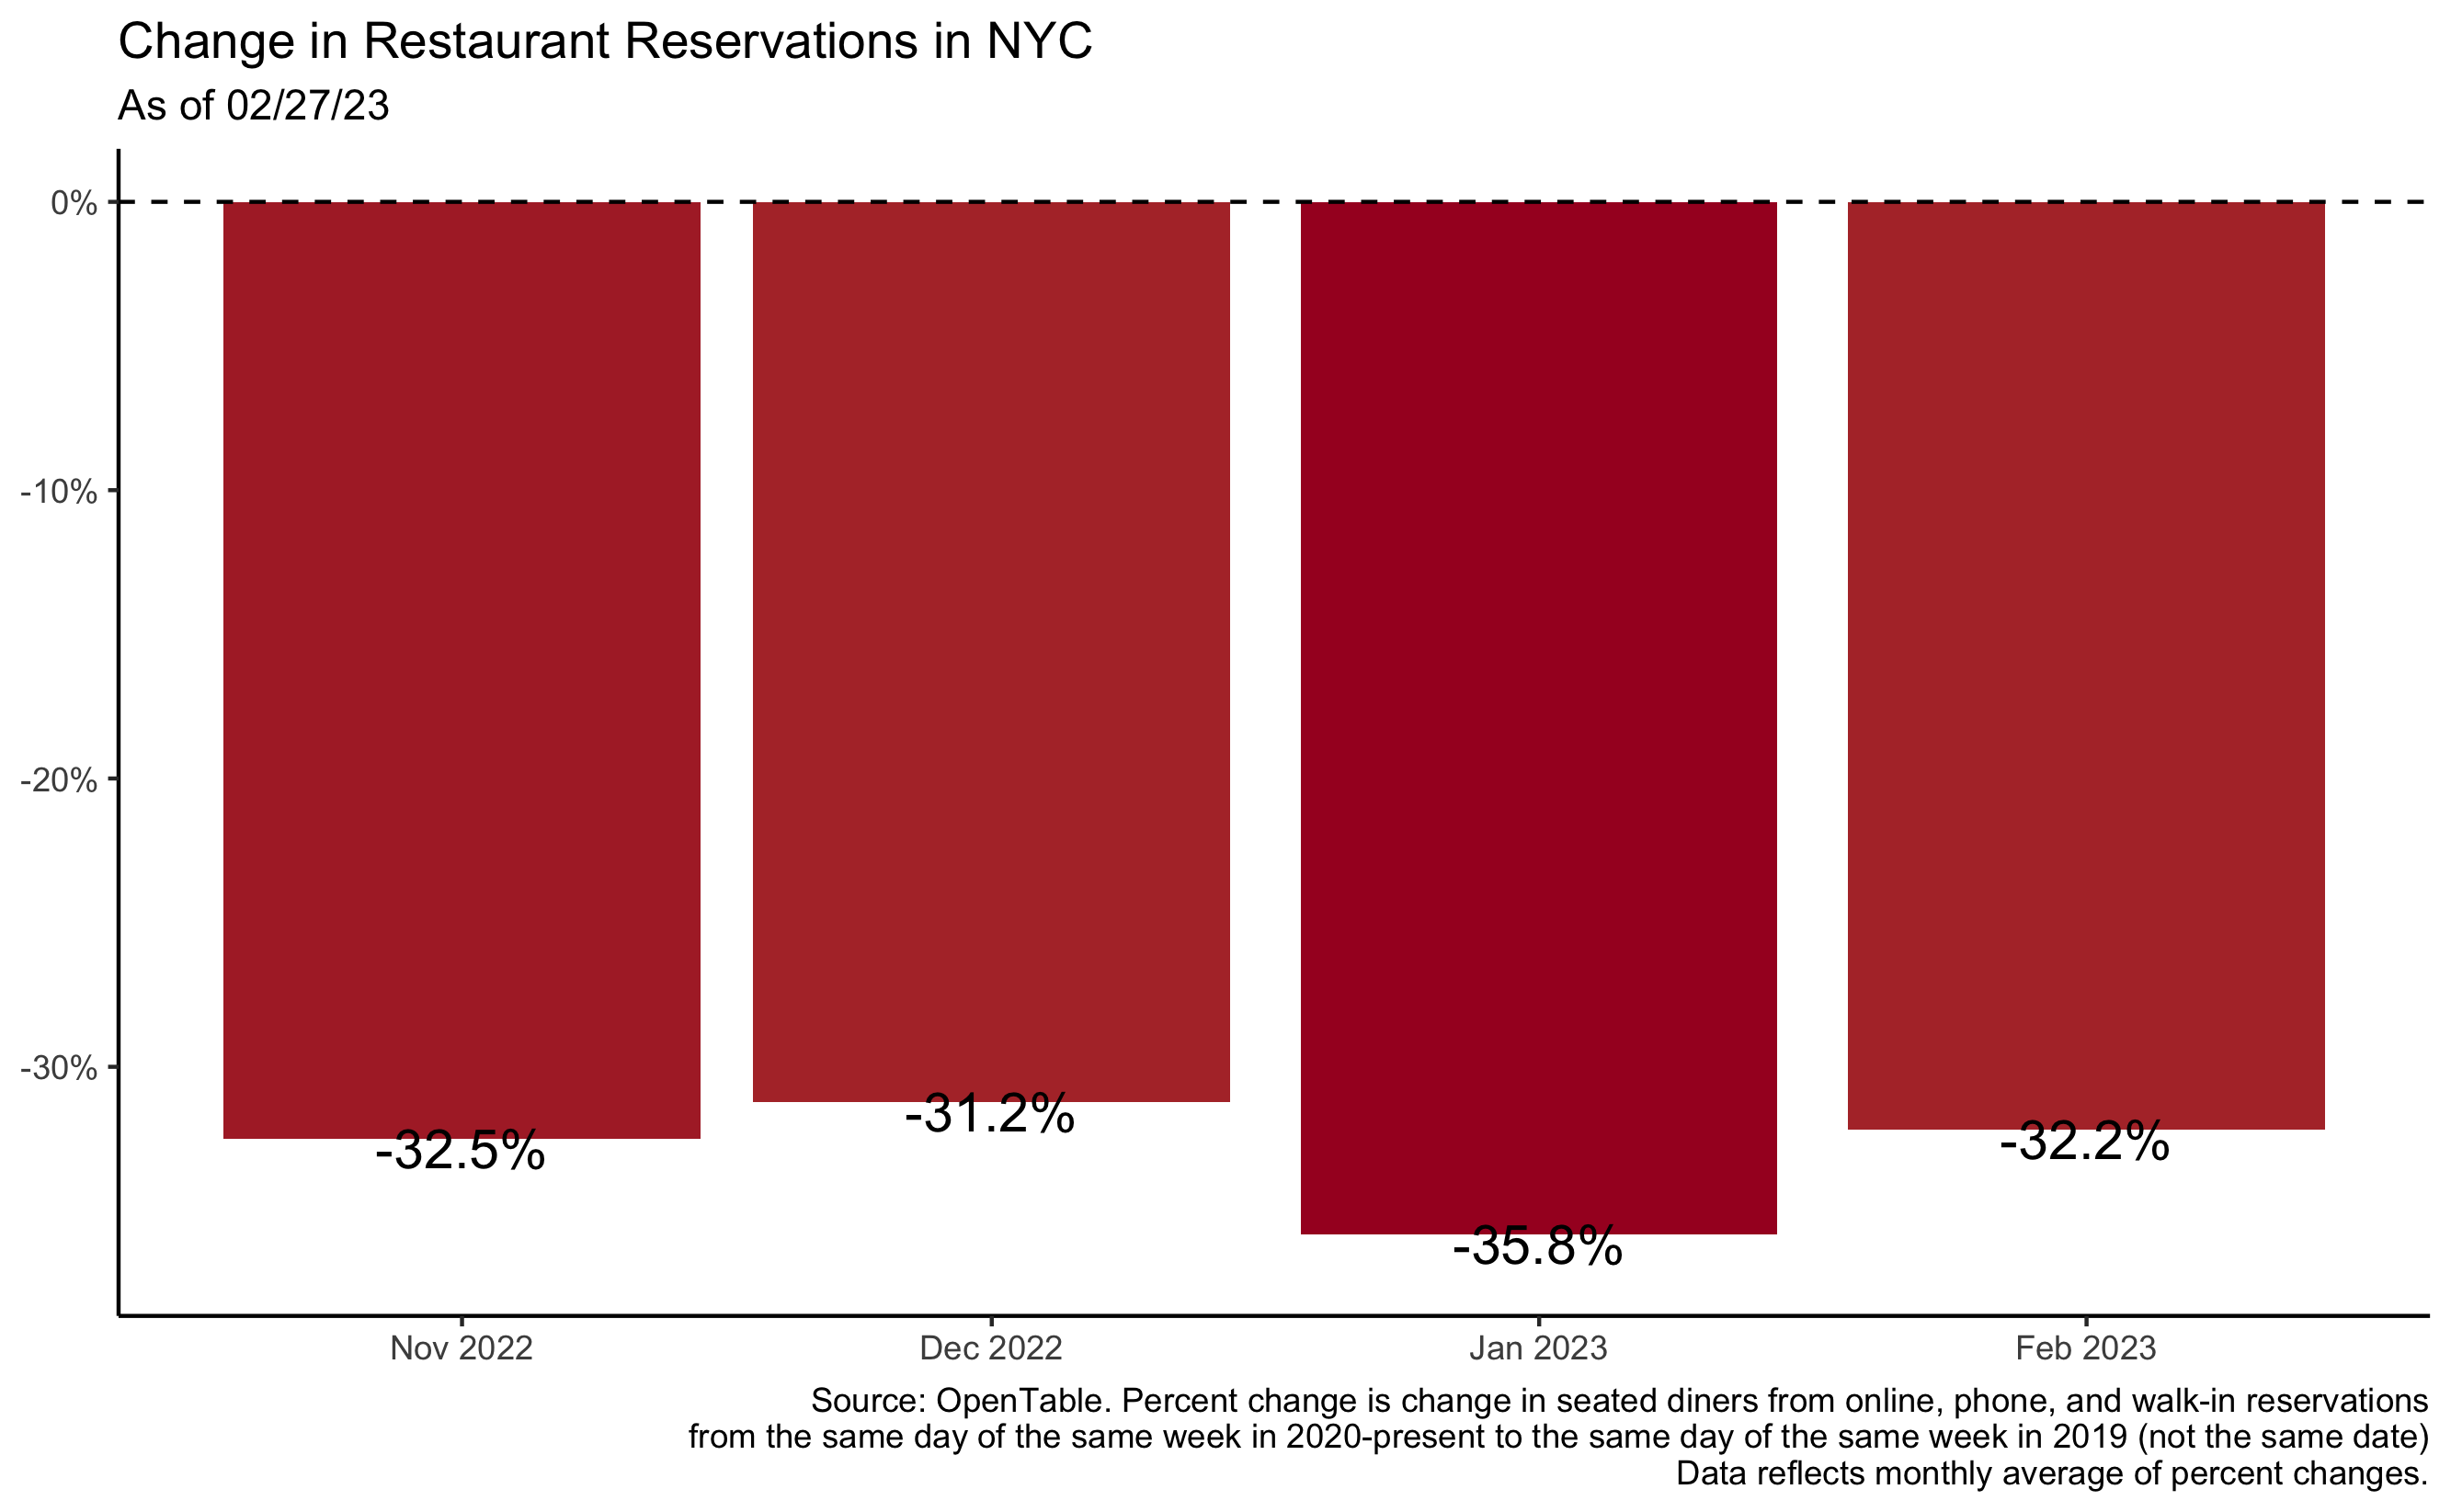 Change in Restaurant Reservations in NYC
As of 02/27/23
0%
-10%
-20%
-30%
-32.5%
-31.2%
-35.8%
-32.2%
Nov 2022
Dec 2022
Jan 2023
Feb 2023
Source: OpenTable. Percent change is change in seated diners from online, phone, and walk-in reservations
from the same day of the same week in 2020-present to the same day of the same week in 2019 (not the same date)
Data reflects monthly average of percent changes.